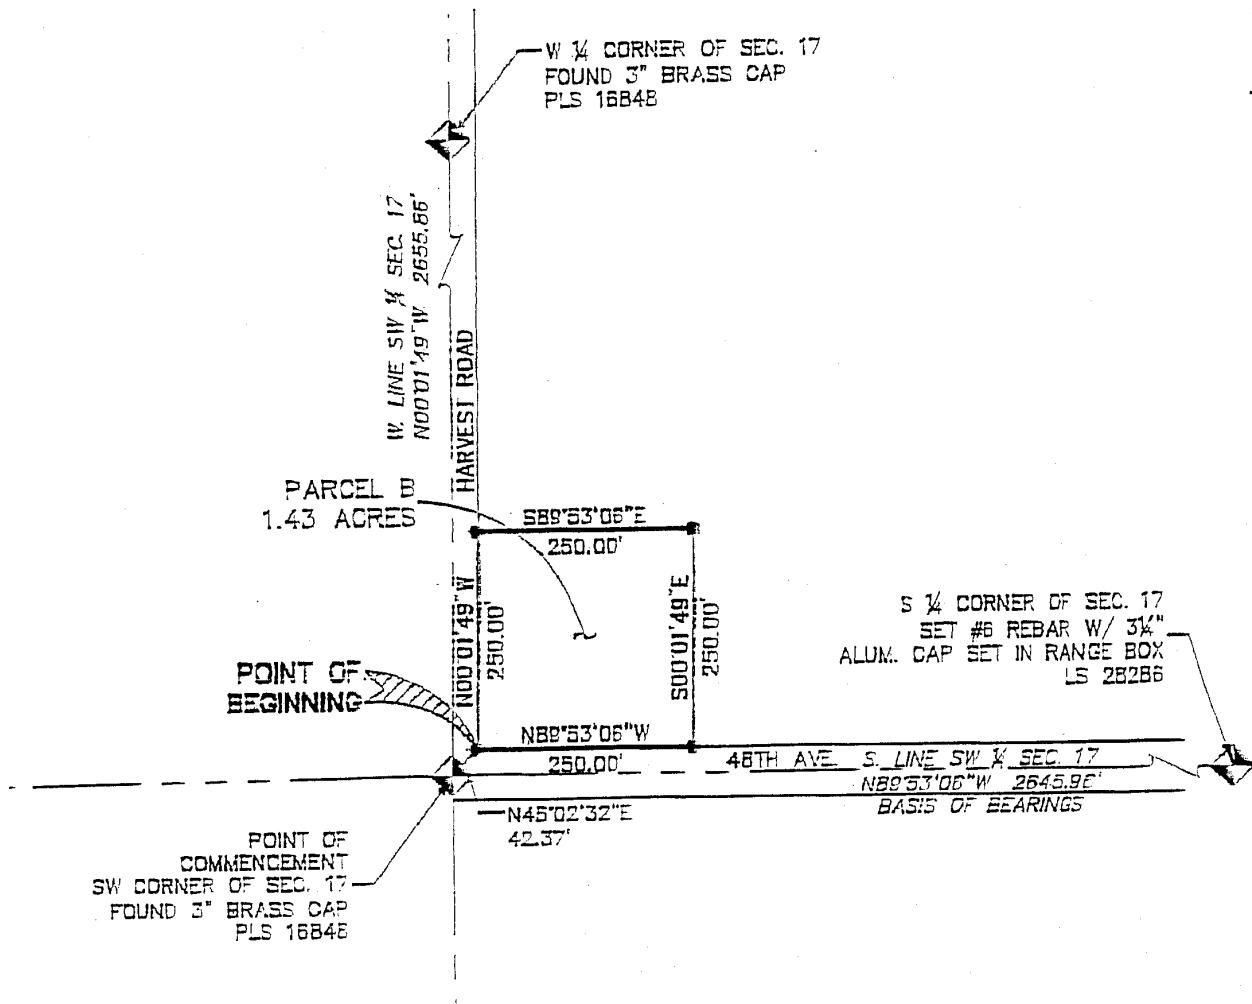 W ¼ CORNER OF SEC. 17
FOUND 3" BRASS CAP
PLS 16848
W. LINE SW ¼ SEC. 17
N00°01'49"W 2655.86'
HARVEST ROAD
PARCEL B
1.43 ACRES
S89°53'06"E
250.00'
N00°01'49"W
250.00'
S00°01'49"E
250.00'
S ¼ CORNER OF SEC. 17
SET #6 REBAR W/ 3¼"
ALUM. CAP SET IN RANGE BOX
LS 28286
POINT OF
BEGINNING
N89°53'06"W
250.00'
48TH AVE. S. LINE SW ¼ SEC. 17
N89°53'06"W 2645.96'
BASIS OF BEARINGS
N45°02'32"E
42.37'
POINT OF
COMMENCEMENT
SW CORNER OF SEC. 17
FOUND 3" BRASS CAP
PLS 16848